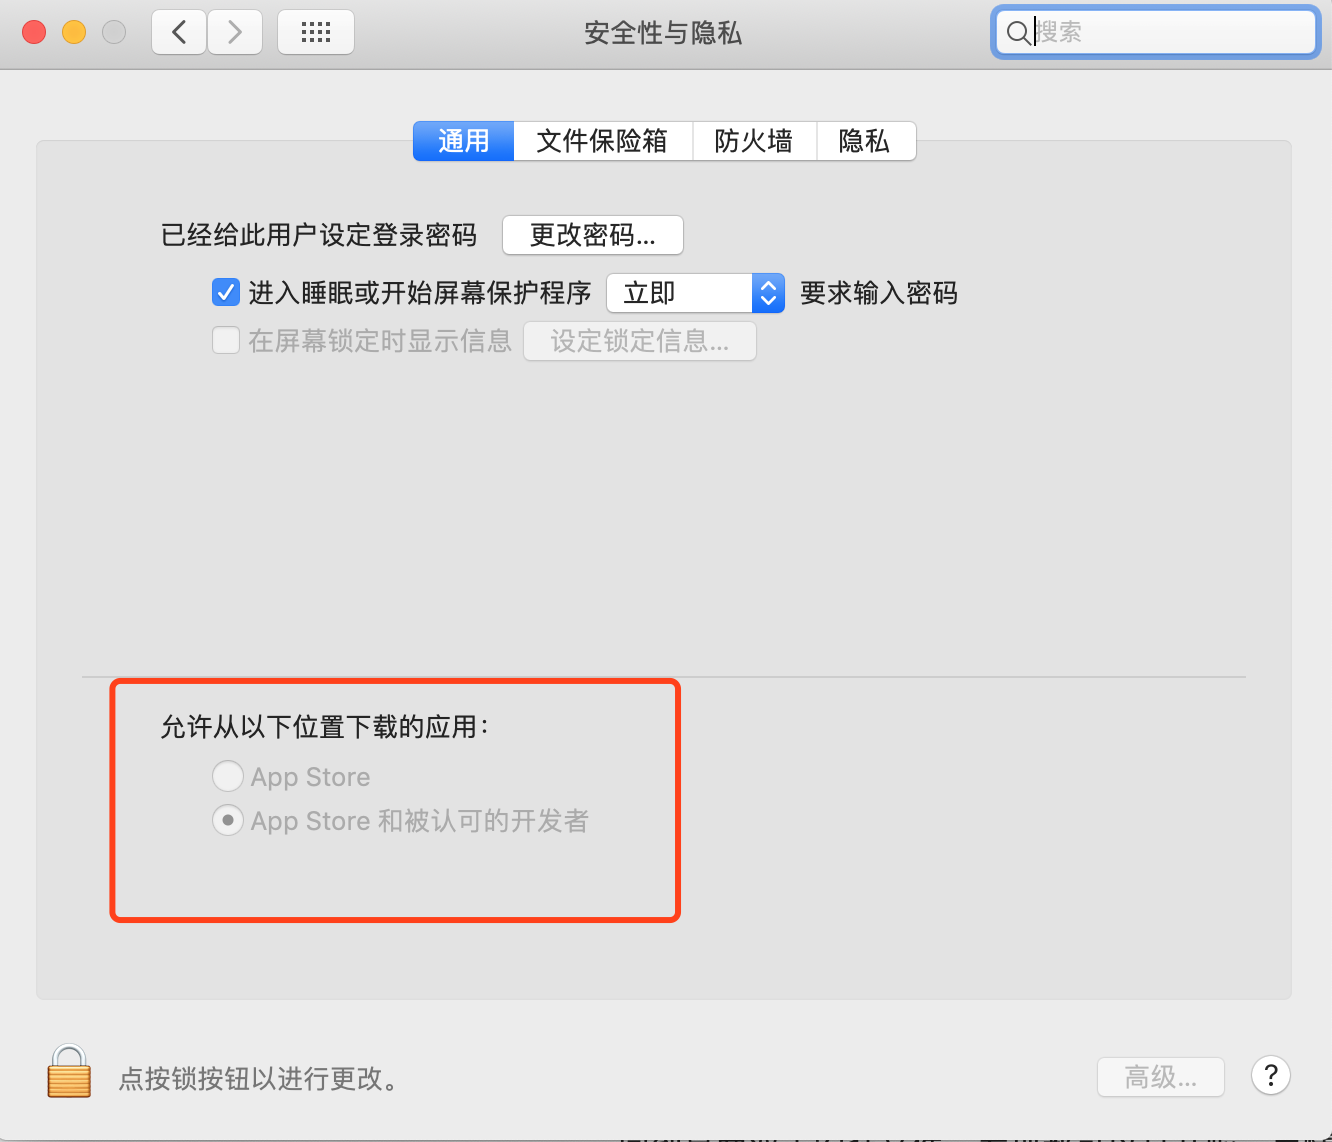 安全性与隐私
搜索
通用 文件保险箱 防火墙 隐私
已经给此用户设定登录密码 更改密码...
进入睡眠或开始屏幕保护程序 立即 要求输入密码
在屏幕锁定时显示信息 设定锁定信息...
允许从以下位置下载的应用：
App Store
App Store 和被认可的开发者
点按锁按钮以进行更改。
高级... ?